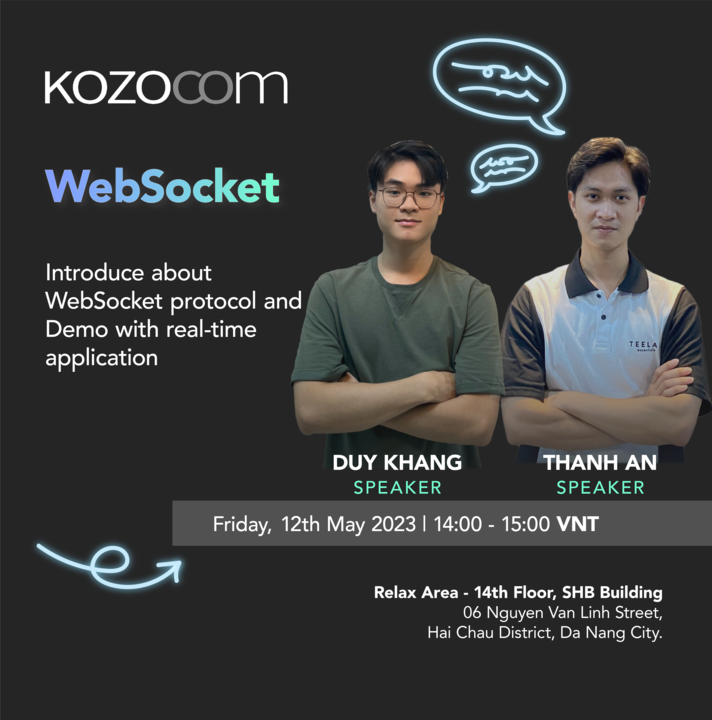 KOZOCOM
WebSocket
Introduce about
WebSocket protocol and
Demo with real-time
application
TEELA
DUY KHANG
SPEAKER
THANH AN
SPEAKER
Friday, 12th May 2023 | 14:00 - 15:00 VNT
Relax Area - 14th Floor, SHB Building
06 Nguyen Van Linh Street,
Hai Chau District, Da Nang City.